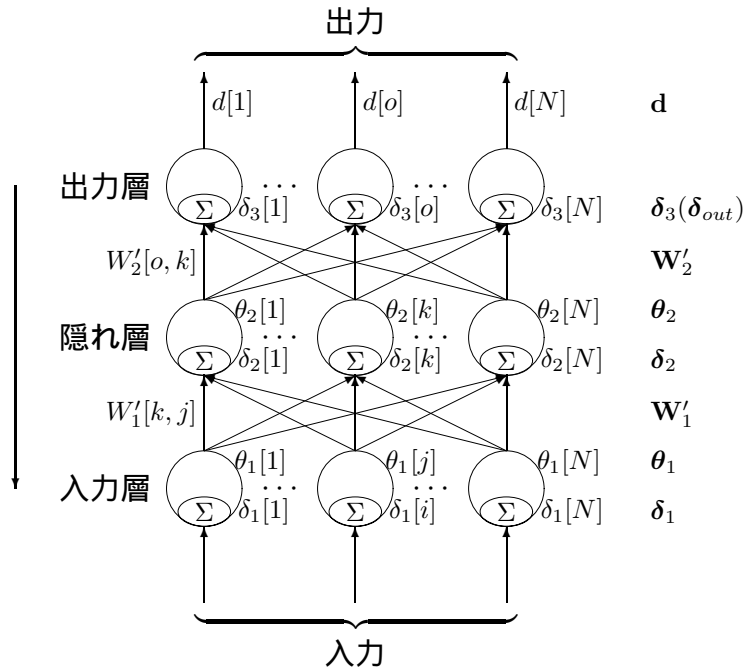 出力
d[1] d[o] d[N] d
出力層 ··· ···
Σ δ₃[1] Σ δ₃[o] Σ δ₃[N] δ₃(δₒᵤₜ)
W′₂[o, k] W′₂
θ₂[1] θ₂[k] θ₂[N] θ₂
隠れ層 ··· ···
Σ δ₂[1] Σ δ₂[k] Σ δ₂[N] δ₂
W′₁[k, j] W′₁
θ₁[1] θ₁[j] θ₁[N] θ₁
入力層 ··· ···
Σ δ₁[1] Σ δ₁[i] Σ δ₁[N] δ₁
入力